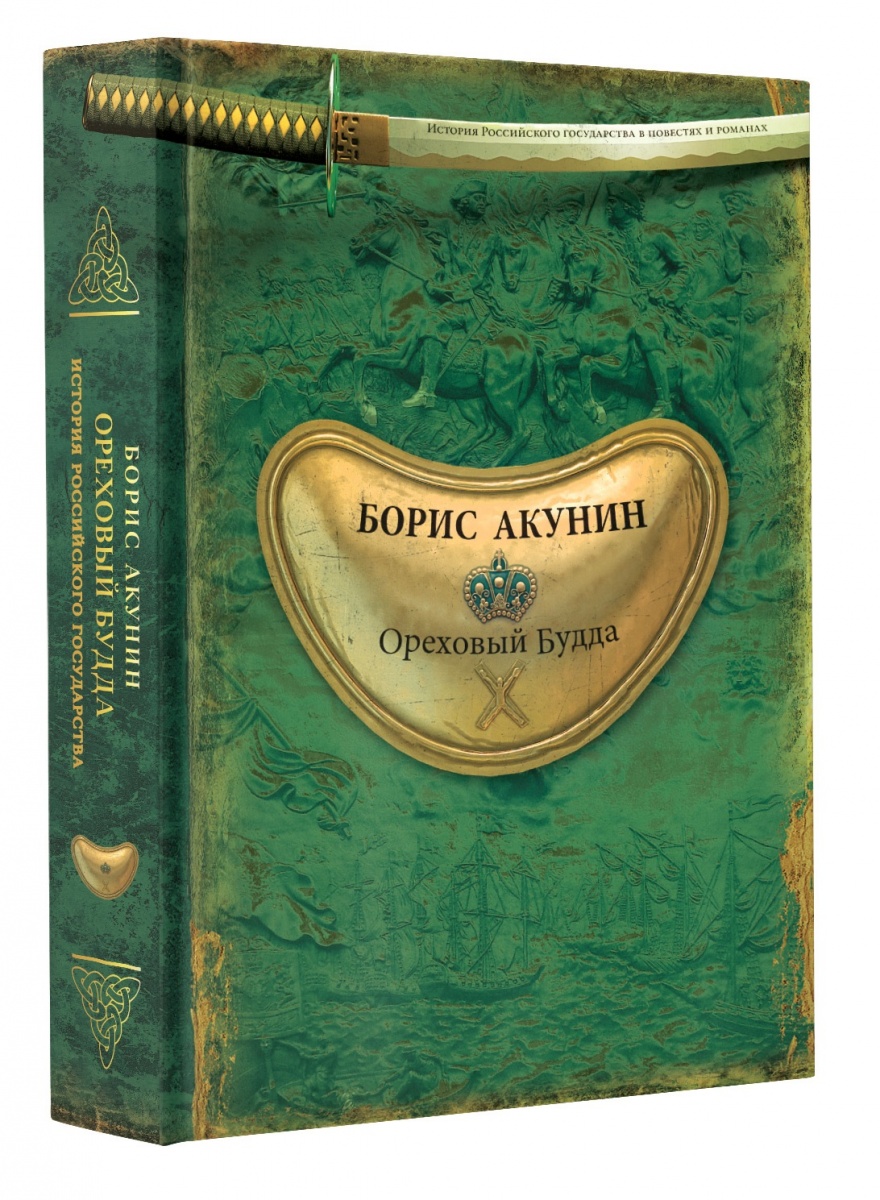 История Российского государства в повестях и романах
БОРИС АКУНИН
Ореховый Будда
БОРИС АКУНИН
ОРЕХОВЫЙ БУДДА
ИСТОРИЯ РОССИЙСКОГО ГОСУДАРСТВА